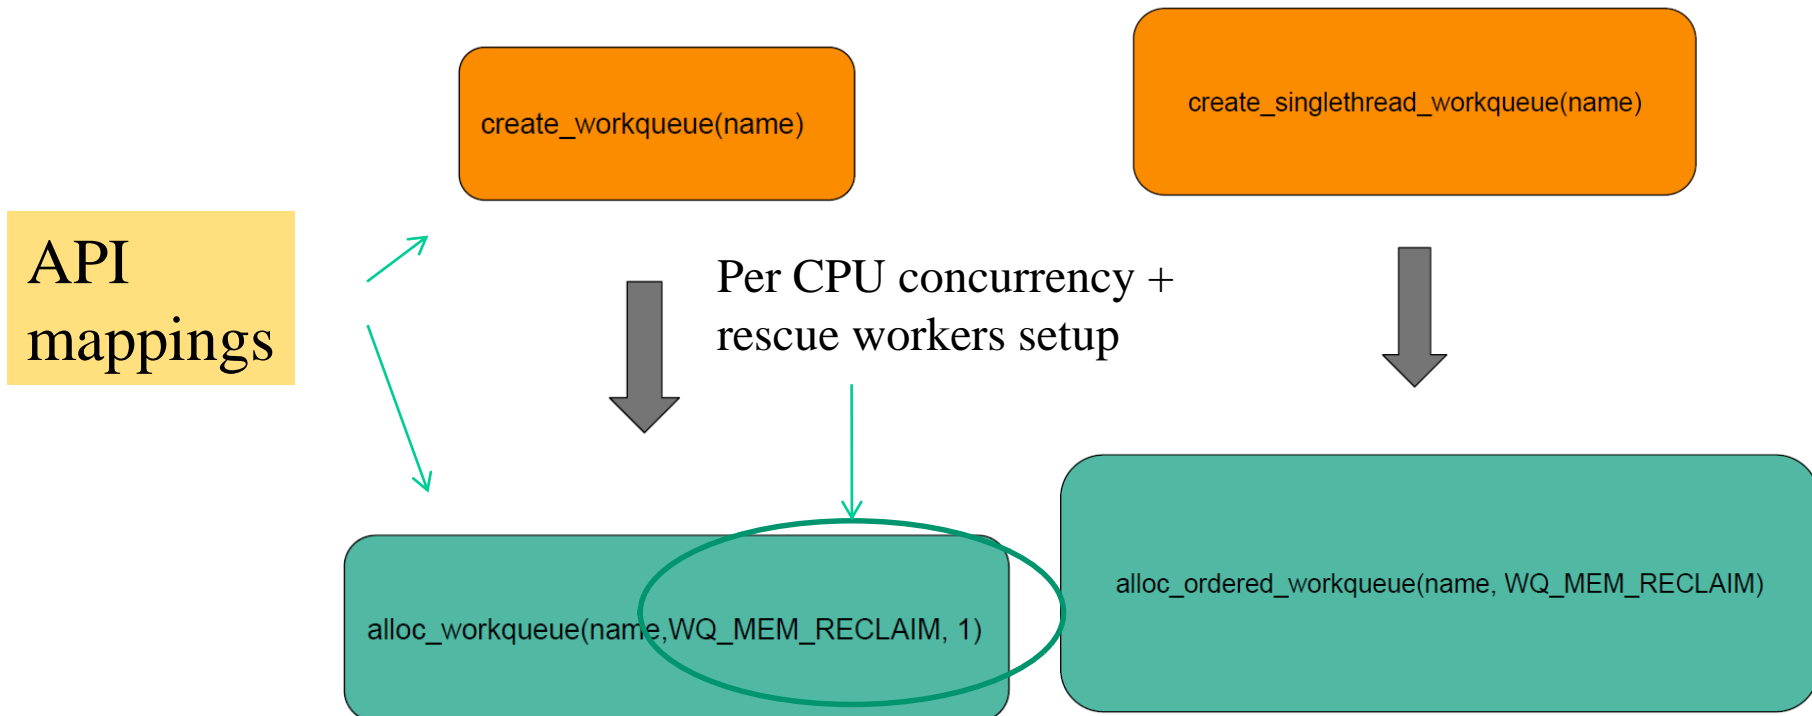 create_workqueue(name)
create_singlethread_workqueue(name)
API
mappings
Per CPU concurrency +
rescue workers setup
alloc_workqueue(name,WQ_MEM_RECLAIM, 1)
alloc_ordered_workqueue(name, WQ_MEM_RECLAIM)